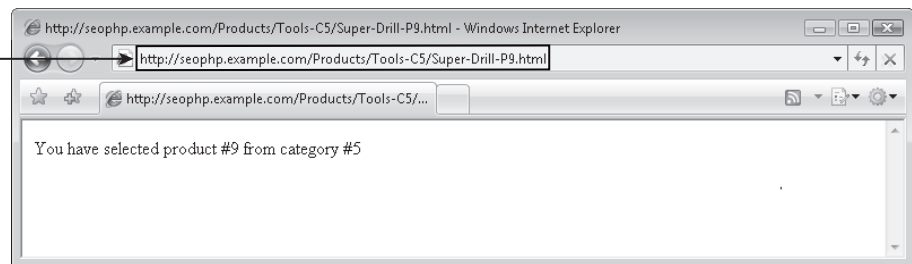 http://seophp.example.com/Products/Tools-C5/Super-Drill-P9.html - Windows Internet Explorer
http://seophp.example.com/Products/Tools-C5/Super-Drill-P9.html
http://seophp.example.com/Products/Tools-C5/...
You have selected product #9 from category #5